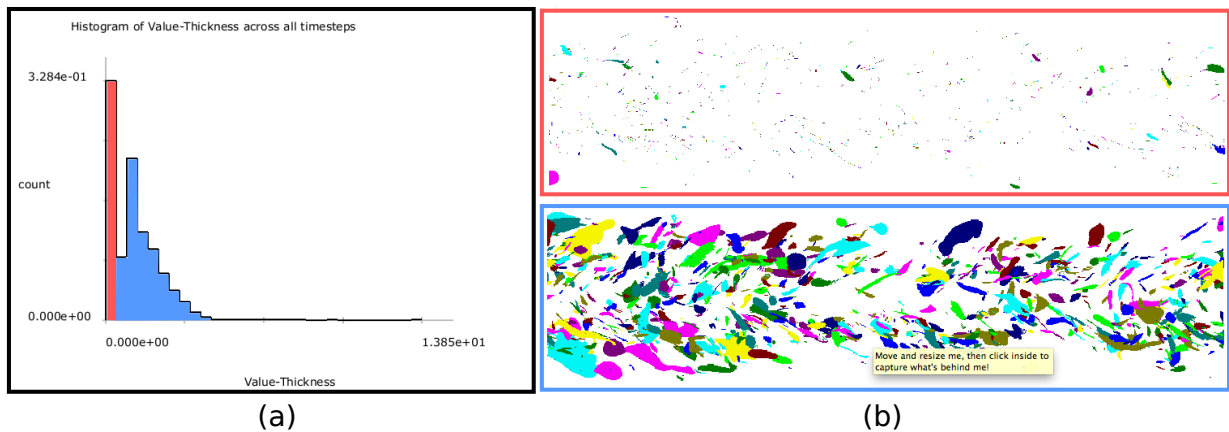 Histogram of Value-Thickness across all timesteps
3.284e-01
count
0.000e+00
0.000e+00
1.385e+01
Value-Thickness
Move and resize me, then click inside to
capture what's behind me!
(a)
(b)